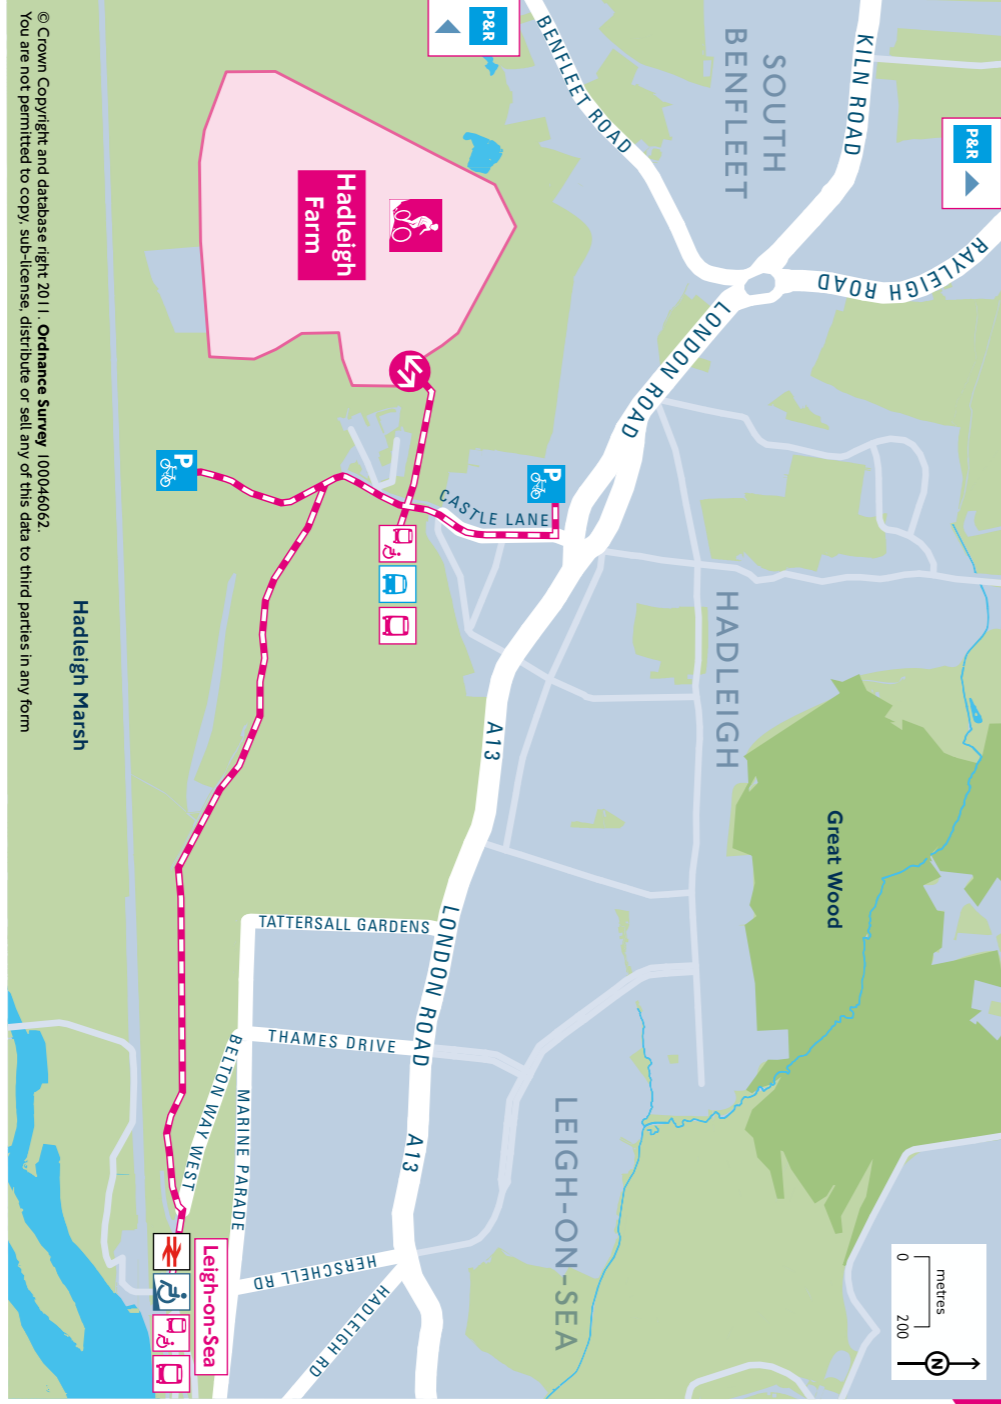 P&R
P&R
SOUTH
BENFLEET
KILN ROAD
BENFLEET ROAD
RAYLEIGH ROAD
LONDON ROAD
Hadleigh
Farm
P
CASTLE LANE
P
HADLEIGH
A13
Great Wood
Hadleigh Marsh
TATTERSALL GARDENS
LONDON ROAD
THAMES DRIVE
BELTON WAY WEST
MARINE PARADE
A13
LEIGH-ON-SEA
HERSCHELL RD
HADLEIGH RD
Leigh-on-Sea
metres
0 200
N
© Crown Copyright and database right 2011. Ordnance Survey 100046062.
You are not permitted to copy, sub-license, distribute or sell any of this data to third parties in any form